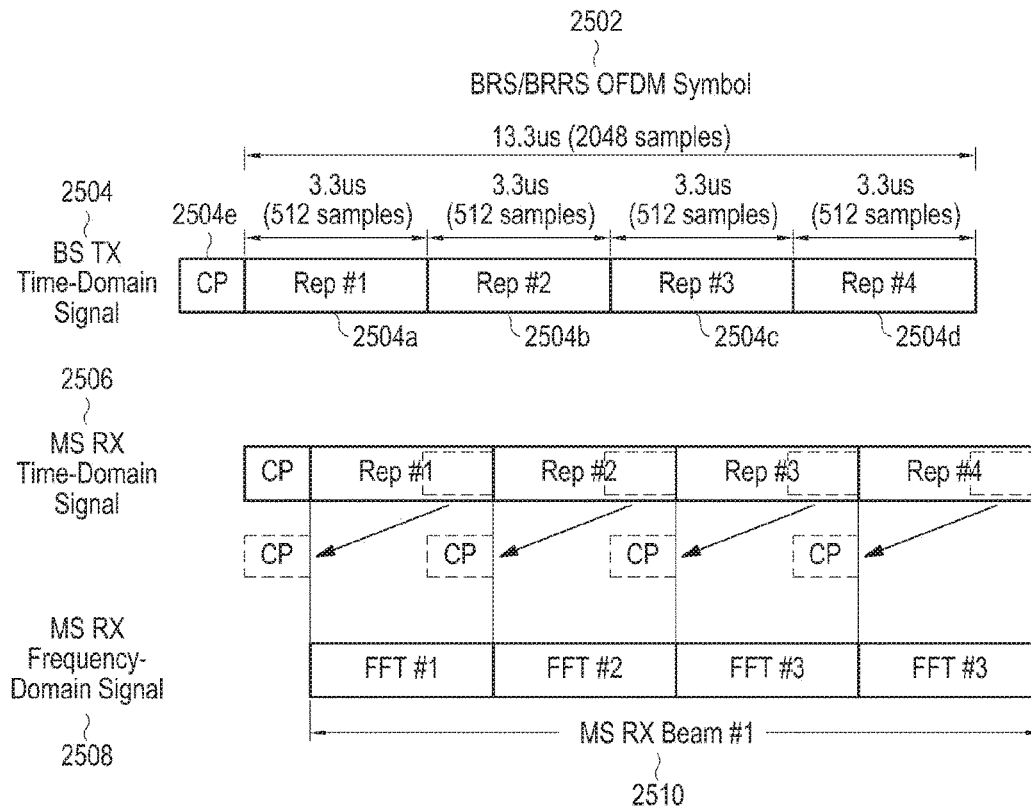 2502
BRS/BRRS OFDM Symbol
13.3us (2048 samples)
3.3us
(512 samples)
3.3us
(512 samples)
3.3us
(512 samples)
3.3us
(512 samples)
2504
2504e
BS TX
Time-Domain
Signal
CP
Rep #1
Rep #2
Rep #3
Rep #4
2504a
2504b
2504c
2504d
2506
MS RX
Time-Domain
Signal
CP
Rep #1
Rep #2
Rep #3
Rep #4
CP
CP
CP
CP
MS RX
Frequency-
Domain Signal
2508
FFT #1
FFT #2
FFT #3
FFT #3
MS RX Beam #1
2510